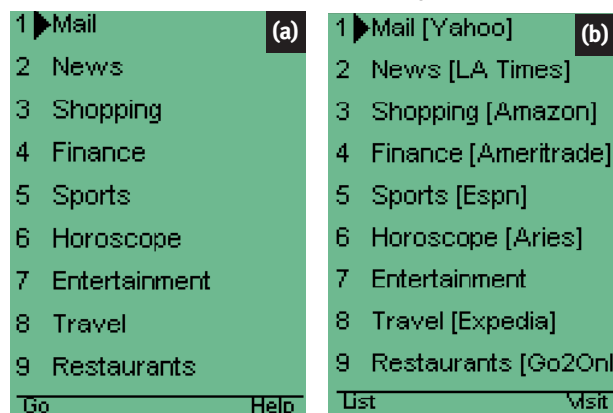 (a)
1 Mail
2 News
3 Shopping
4 Finance
5 Sports
6 Horoscope
7 Entertainment
8 Travel
9 Restaurants
Go Help
(b)
1 Mail [Yahoo]
2 News [LA Times]
3 Shopping [Amazon]
4 Finance [Ameritrade]
5 Sports [Espn]
6 Horoscope [Aries]
7 Entertainment
8 Travel [Expedia]
9 Restaurants [Go2Onl
List Visit